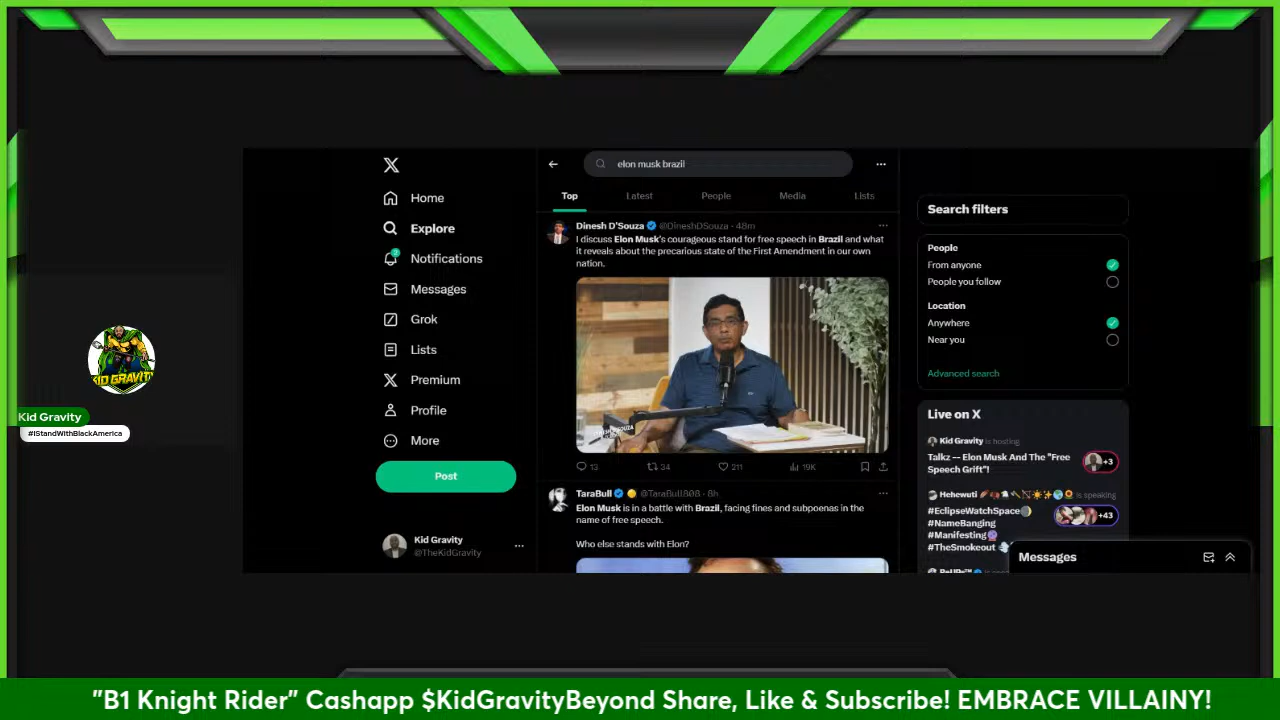 elon musk brazil
Home
Explore
Notifications
2
Messages
Grok
Lists
Premium
Profile
More
Post
Kid Gravity
@TheKidGravity
Top
Latest
People
Media
Lists
Dinesh D'Souza @DineshDSouza · 48m
I discuss Elon Musk's courageous stand for free speech in Brazil and what
it reveals about the precarious state of the First Amendment in our own
nation.
13
34
211
19K
TaraBull @TaraBull808 · 8h
Elon Musk is in a battle with Brazil, facing fines and subpoenas in the
name of free speech.
Who else stands with Elon?
Search filters
People
From anyone
People you follow
Location
Anywhere
Near you
Advanced search
Live on X
Kid Gravity is hosting
Talkz -- Elon Musk And The "Free
Speech Grift"!
+3
Hehewuti is speaking
#EclipseWatchSpace
#NameBanging
#Manifesting
#TheSmokeout
+43
Messages
KID GRAVITY
Kid Gravity
#IStandWithBlackAmerica
"B1 Knight Rider" Cashapp $KidGravityBeyond Share, Like & Subscribe! EMBRACE VILLAINY!